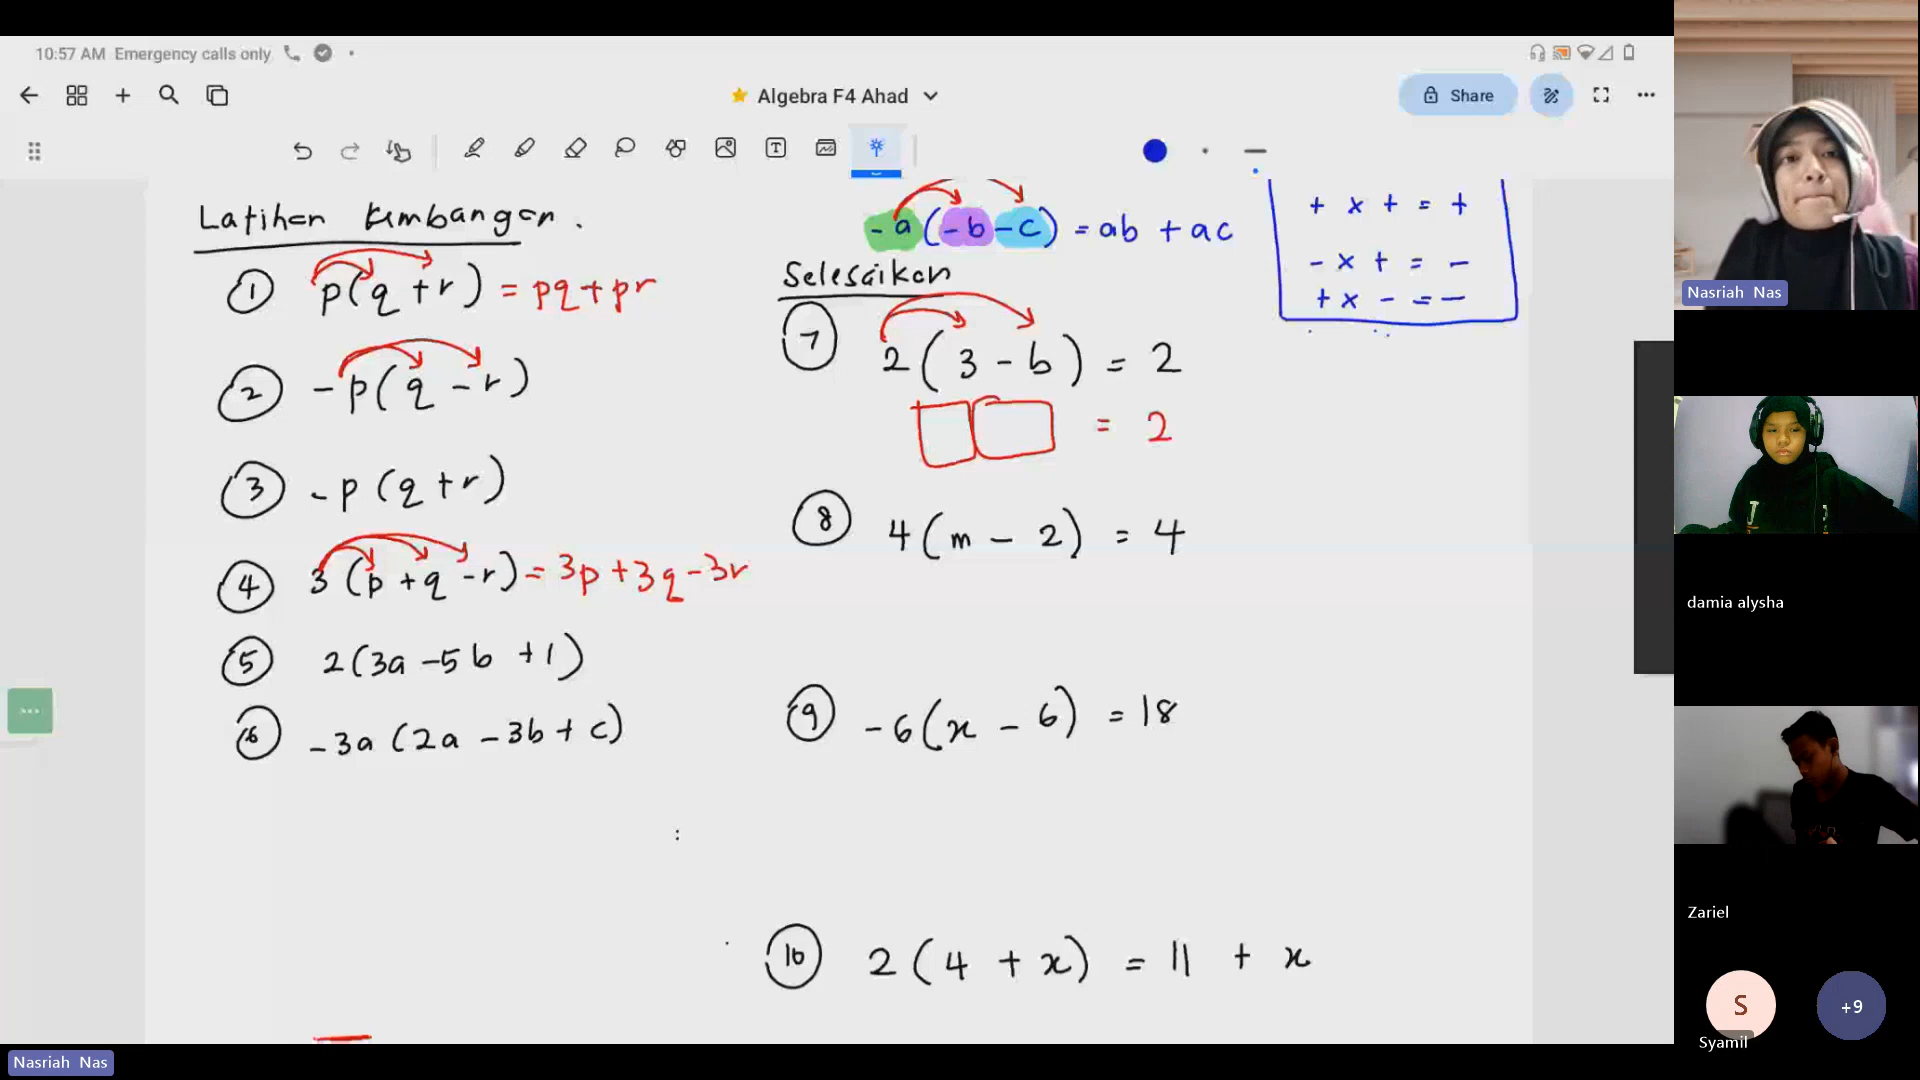 10:57 AM Emergency calls only
Algebra F4 Ahad
Share
Latihan Kembangan.
① p(q+r) = pq+pr
② -p(q-r)
③ -p(q+r)
④ 3(p+q-r) = 3p+3q-3r
⑤ 2(3a-5b+1)
⑥ -3a(2a-3b+c)
-a(-b-c) = ab + ac
Selesaikan
⑦ 2(3-b) = 2
= 2
⑧ 4(m-2) = 4
⑨ -6(x-6) = 18
⑩ 2(4+x) = 11 + x
+ x + = +
- x + = -
+ x - = -
Nasriah Nas
damia alysha
Zariel
S
+9
Syamil
Nasriah Nas